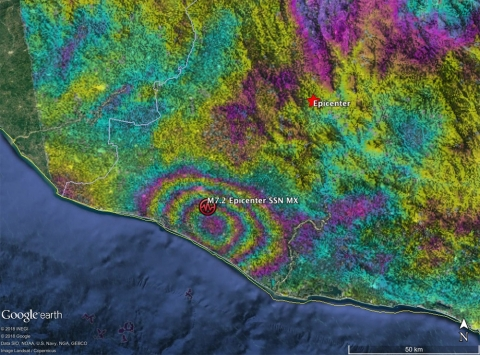 Epicenter
M7.2 Epicenter SSN MX
Google earth
© 2018 INEGI
© 2018 Google
Data SIO, NOAA, U.S. Navy, NGA, GEBCO
Image Landsat / Copernicus
N
50 km